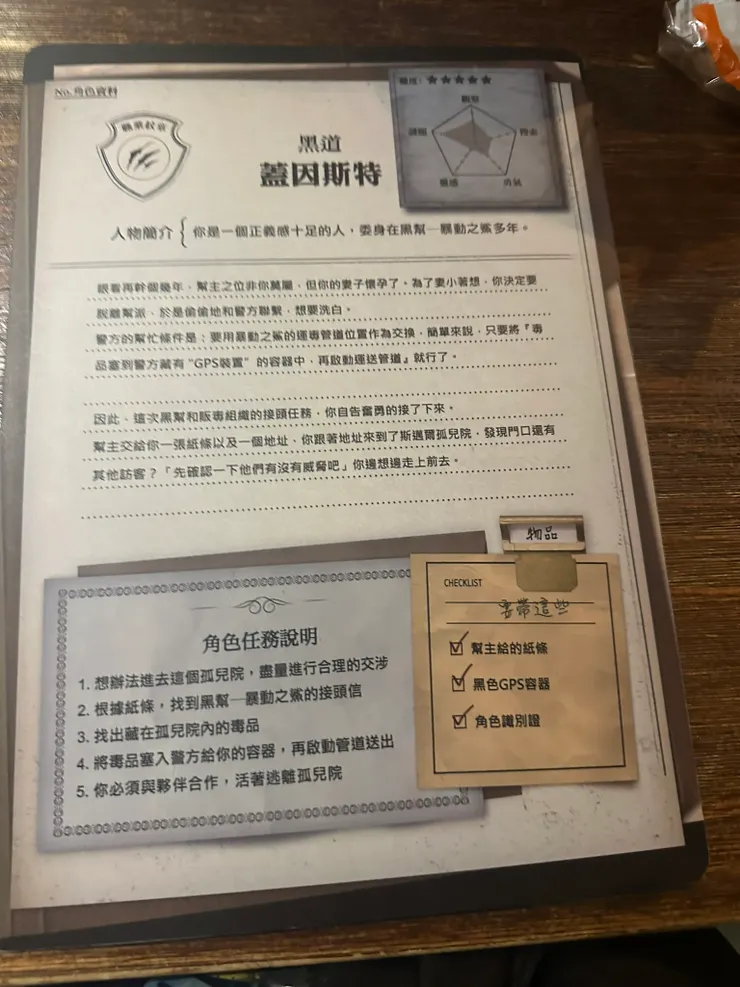 No. 角色資料
職業校章
難度：★★★★★
觀察
勇氣
靈感
黑道
蓋因斯特
人物簡介 { 你是一個正義感十足的人，委身在黑幫─暴動之鯊多年。
眼看再幹個幾年，幫主之位非你莫屬，但你的妻子懷孕了。為了妻小著想，你決定要
脫離幫派，於是偷偷地和警方聯繫，想要洗白。
警方的幫忙條件是：要用暴動之鯊的運毒管道位置作為交換，簡單來說，只要將『毒
品塞到警方藏有"GPS裝置"的容器中，再啟動運送管道』就行了。
因此，這次黑幫和販毒組織的接頭任務，你自告奮勇的接了下來。
幫主交給你一張紙條以及一個地址，你跟著地址來到了斯邁爾孤兒院，發現門口還有
其他訪客？「先確認一下他們有沒有威脅吧」你邊想邊走上前去。
角色任務說明
1. 想辦法進去這個孤兒院，盡量進行合理的交涉
2. 根據紙條，找到黑幫─暴動之鯊的接頭信
3. 找出藏在孤兒院內的毒品
4. 將毒品塞入警方給你的容器，再啟動管道送出
5. 你必須與夥伴合作，活著逃離孤兒院
物品
CHECKLIST
要帶這些
幫主給的紙條
黑色GPS容器
角色識別證